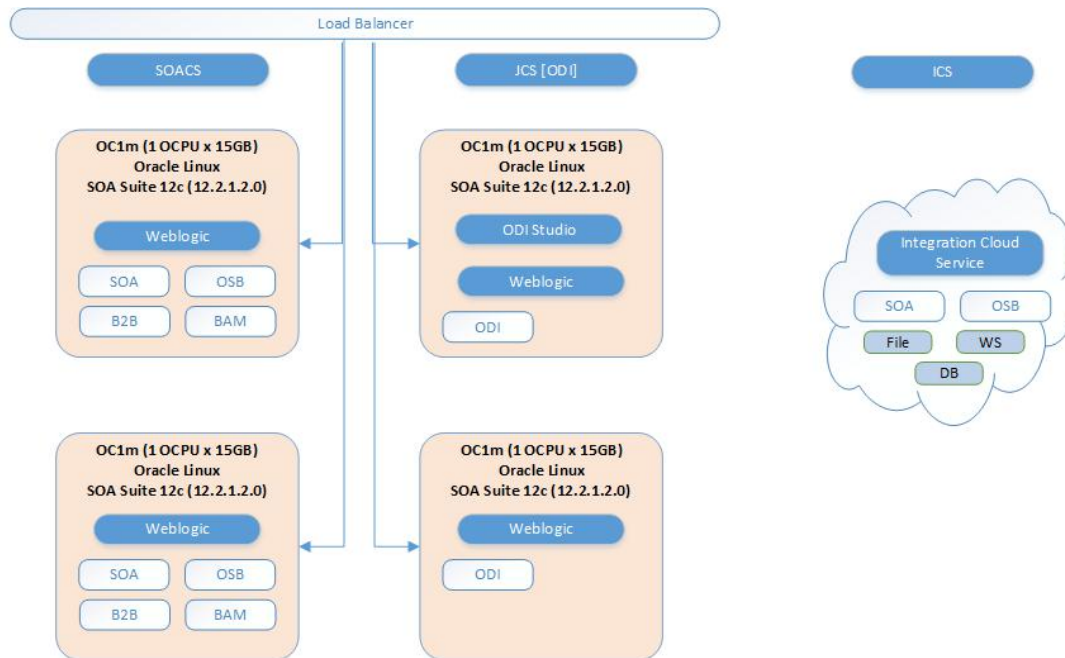 Load Balancer
SOACS
JCS [ODI]
ICS
OC1m (1 OCPU x 15GB)
Oracle Linux
SOA Suite 12c (12.2.1.2.0)
Weblogic
SOA
OSB
B2B
BAM
OC1m (1 OCPU x 15GB)
Oracle Linux
SOA Suite 12c (12.2.1.2.0)
ODI Studio
Weblogic
ODI
Integration Cloud
Service
SOA
OSB
File
WS
DB
OC1m (1 OCPU x 15GB)
Oracle Linux
SOA Suite 12c (12.2.1.2.0)
Weblogic
SOA
OSB
B2B
BAM
OC1m (1 OCPU x 15GB)
Oracle Linux
SOA Suite 12c (12.2.1.2.0)
Weblogic
ODI